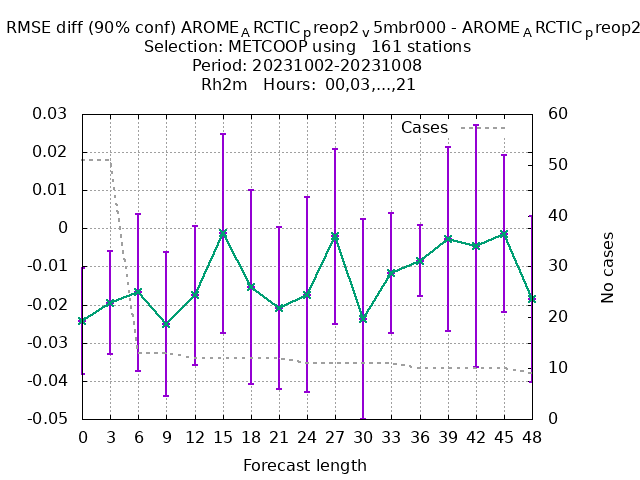 RMSE diff (90% conf) AROME_ARCTIC_preop2_v5mbr000 - AROME_ARCTIC_preop2
Selection: METCOOP using   161 stations
Period: 20231002-20231008
Rh2m   Hours:  00,03,...,21
Cases
0.03
0.02
0.01
0
-0.01
-0.02
-0.03
-0.04
-0.05
60
50
40
30
20
10
0
No cases
0 3 6 9 12 15 18 21 24 27 30 33 36 39 42 45 48
Forecast length